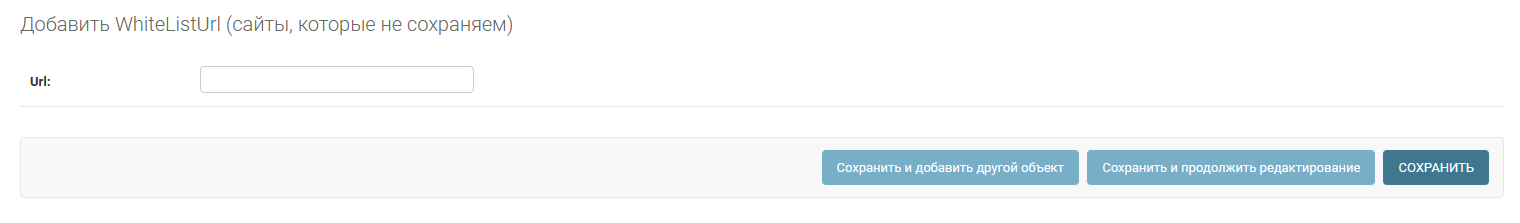 Добавить WhiteListUrl (сайты, которые не сохраняем)
Url:
Сохранить и добавить другой объект
Сохранить и продолжить редактирование
СОХРАНИТЬ